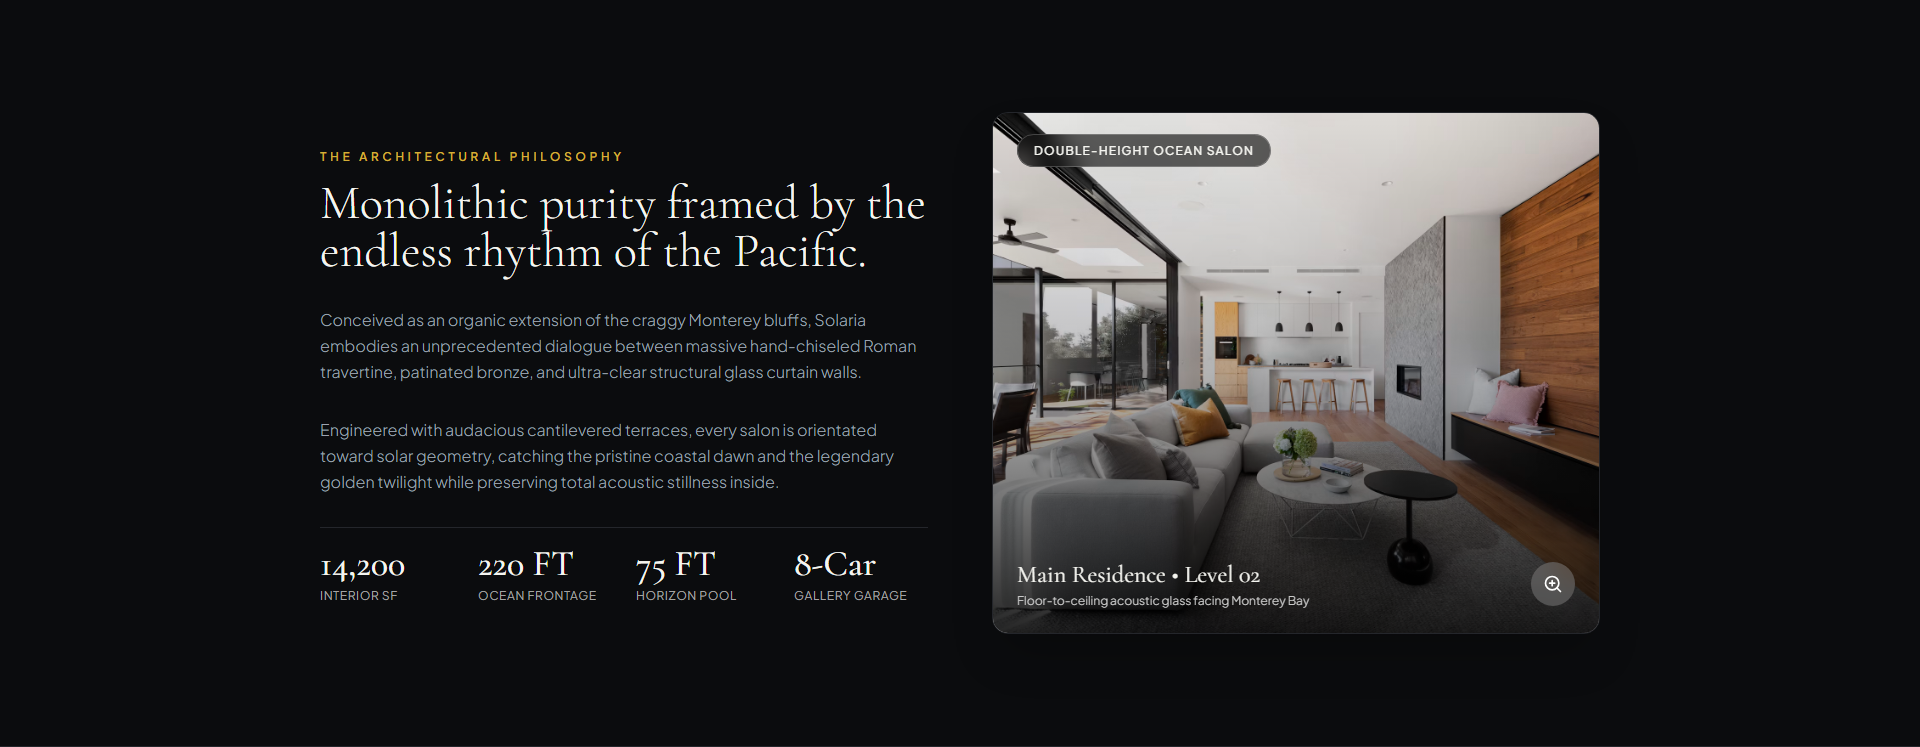 THE ARCHITECTURAL PHILOSOPHY
Monolithic purity framed by the
endless rhythm of the Pacific.
Conceived as an organic extension of the craggy Monterey bluffs, Solaria
embodies an unprecedented dialogue between massive hand-chiseled Roman
travertine, patinated bronze, and ultra-clear structural glass curtain walls.
Engineered with audacious cantilevered terraces, every salon is orientated
toward solar geometry, catching the pristine coastal dawn and the legendary
golden twilight while preserving total acoustic stillness inside.
14,200
INTERIOR SF
220 FT
OCEAN FRONTAGE
75 FT
HORIZON POOL
8-Car
GALLERY GARAGE
DOUBLE-HEIGHT OCEAN SALON
Main Residence • Level 02
Floor-to-ceiling acoustic glass facing Monterey Bay